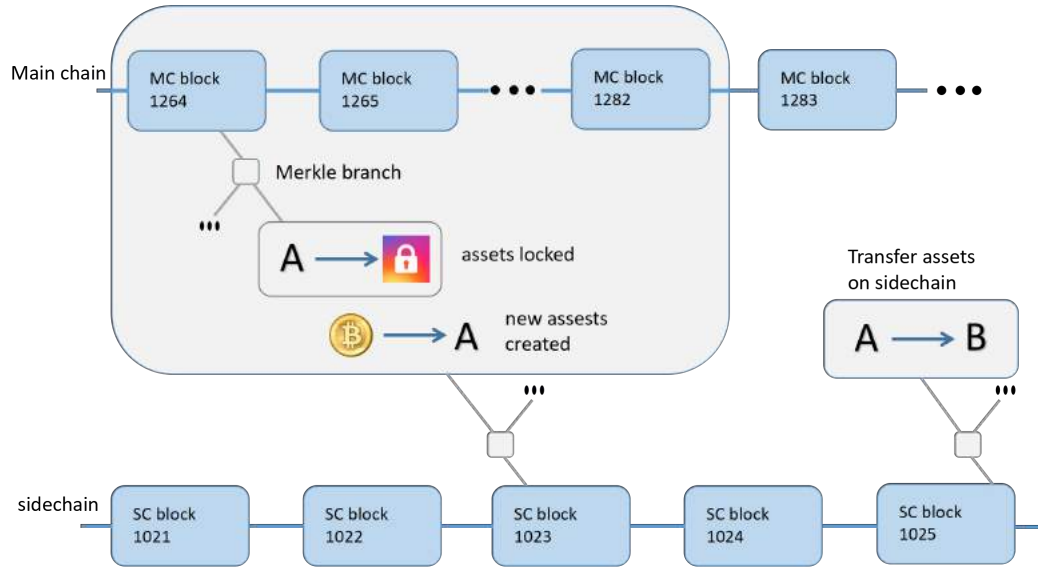 Main chain
MC block
1264
MC block
1265
MC block
1282
MC block
1283
Merkle branch
A
assets locked
A
new assests
created
Transfer assets
on sidechain
A
B
sidechain
SC block
1021
SC block
1022
SC block
1023
SC block
1024
SC block
1025